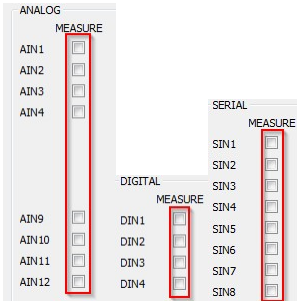 ANALOG
MEASURE
AIN1
AIN2
AIN3
AIN4
AIN9
AIN10
AIN11
AIN12
DIGITAL
MEASURE
DIN1
DIN2
DIN3
DIN4
SERIAL
MEASURE
SIN1
SIN2
SIN3
SIN4
SIN5
SIN6
SIN7
SIN8